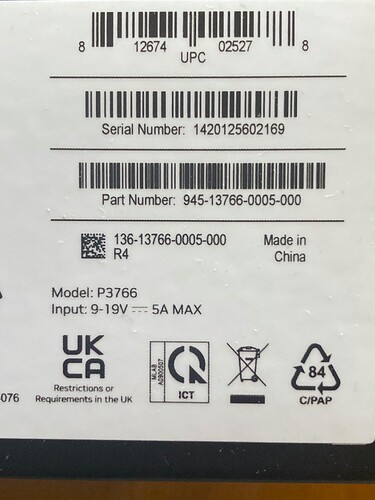 8 12674 02527 8
UPC
Serial Number: 1420125602169
Part Number: 945-13766-0005-000
136-13766-0005-000 Made in
R4 China
Model: P3766
Input: 9-19V ⎓ 5A MAX
UK
CA
Restrictions or
Requirements in the UK
-076
MLAB
A0900507
ICT
84
C/PAP